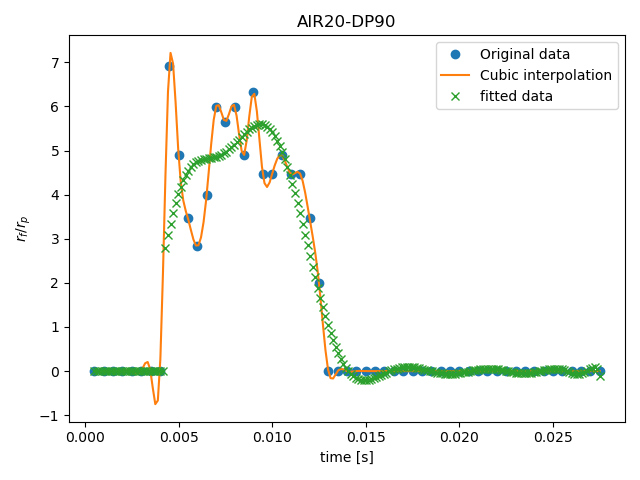 AIR20-DP90
Original data
Cubic interpolation
fitted data
7
6
5
4
3
2
1
0
−1
r_f/r_p
0.000 0.005 0.010 0.015 0.020 0.025
time [s]